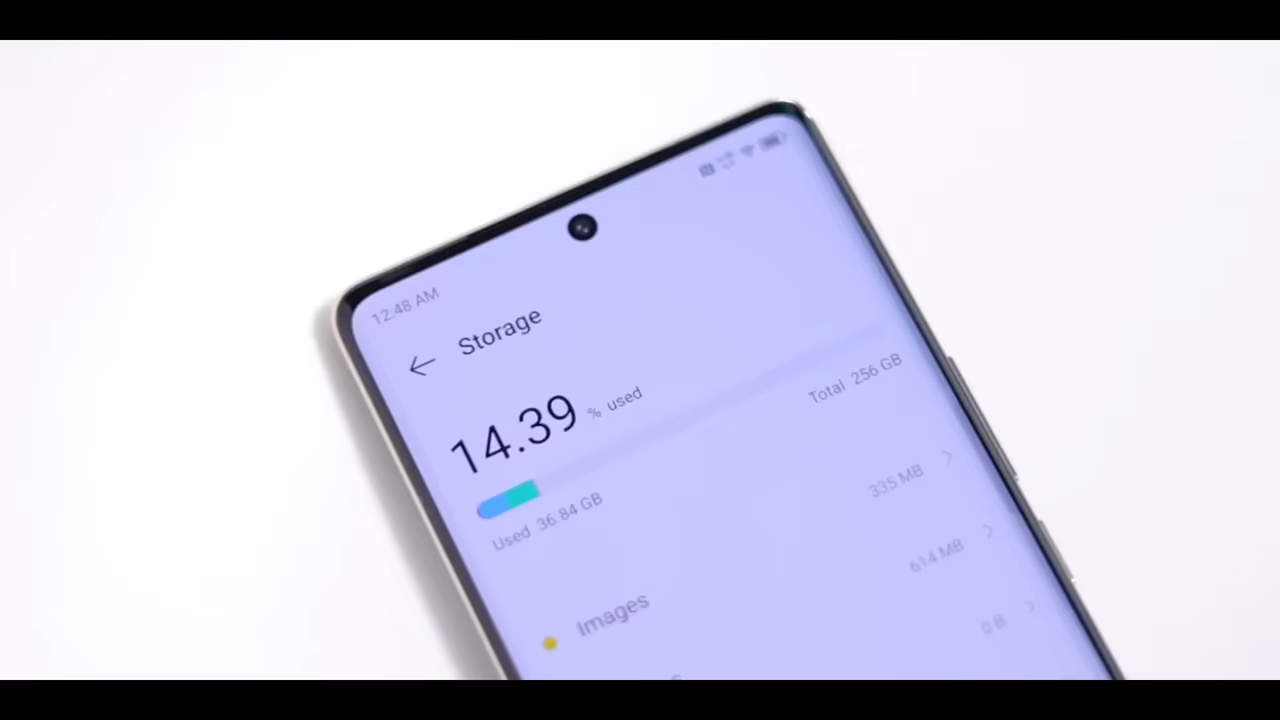 12:48 AM
Storage
14.39 % used
Total 256 GB
Used 36.84 GB
Images
335 MB
614 MB
0 B